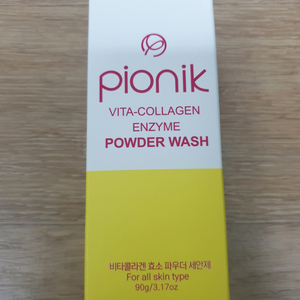 pionik
VITA-COLLAGEN
ENZYME
POWDER WASH
비타콜라겐 효소 파우더 세안제
For all skin type
90g/3.17oz